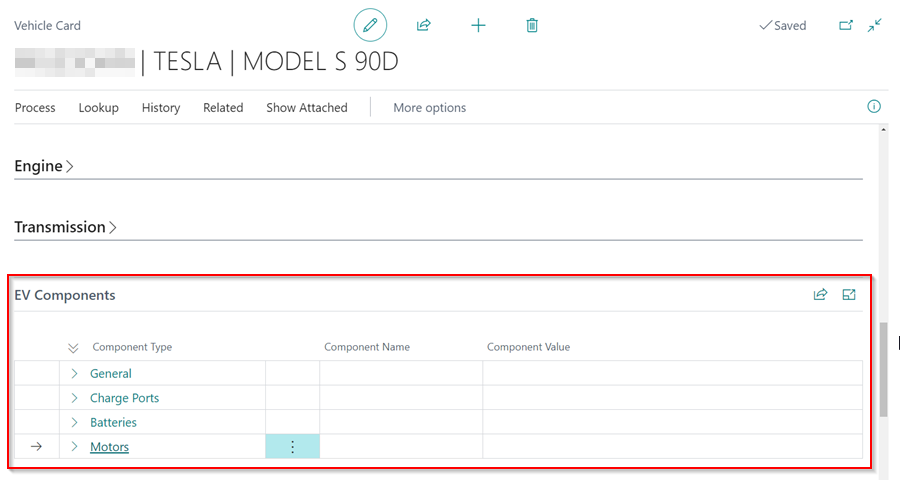 Vehicle Card
Saved
| TESLA | MODEL S 90D
Process Lookup History Related Show Attached More options
Engine
Transmission
EV Components
Component Type Component Name Component Value
General
Charge Ports
Batteries
Motors